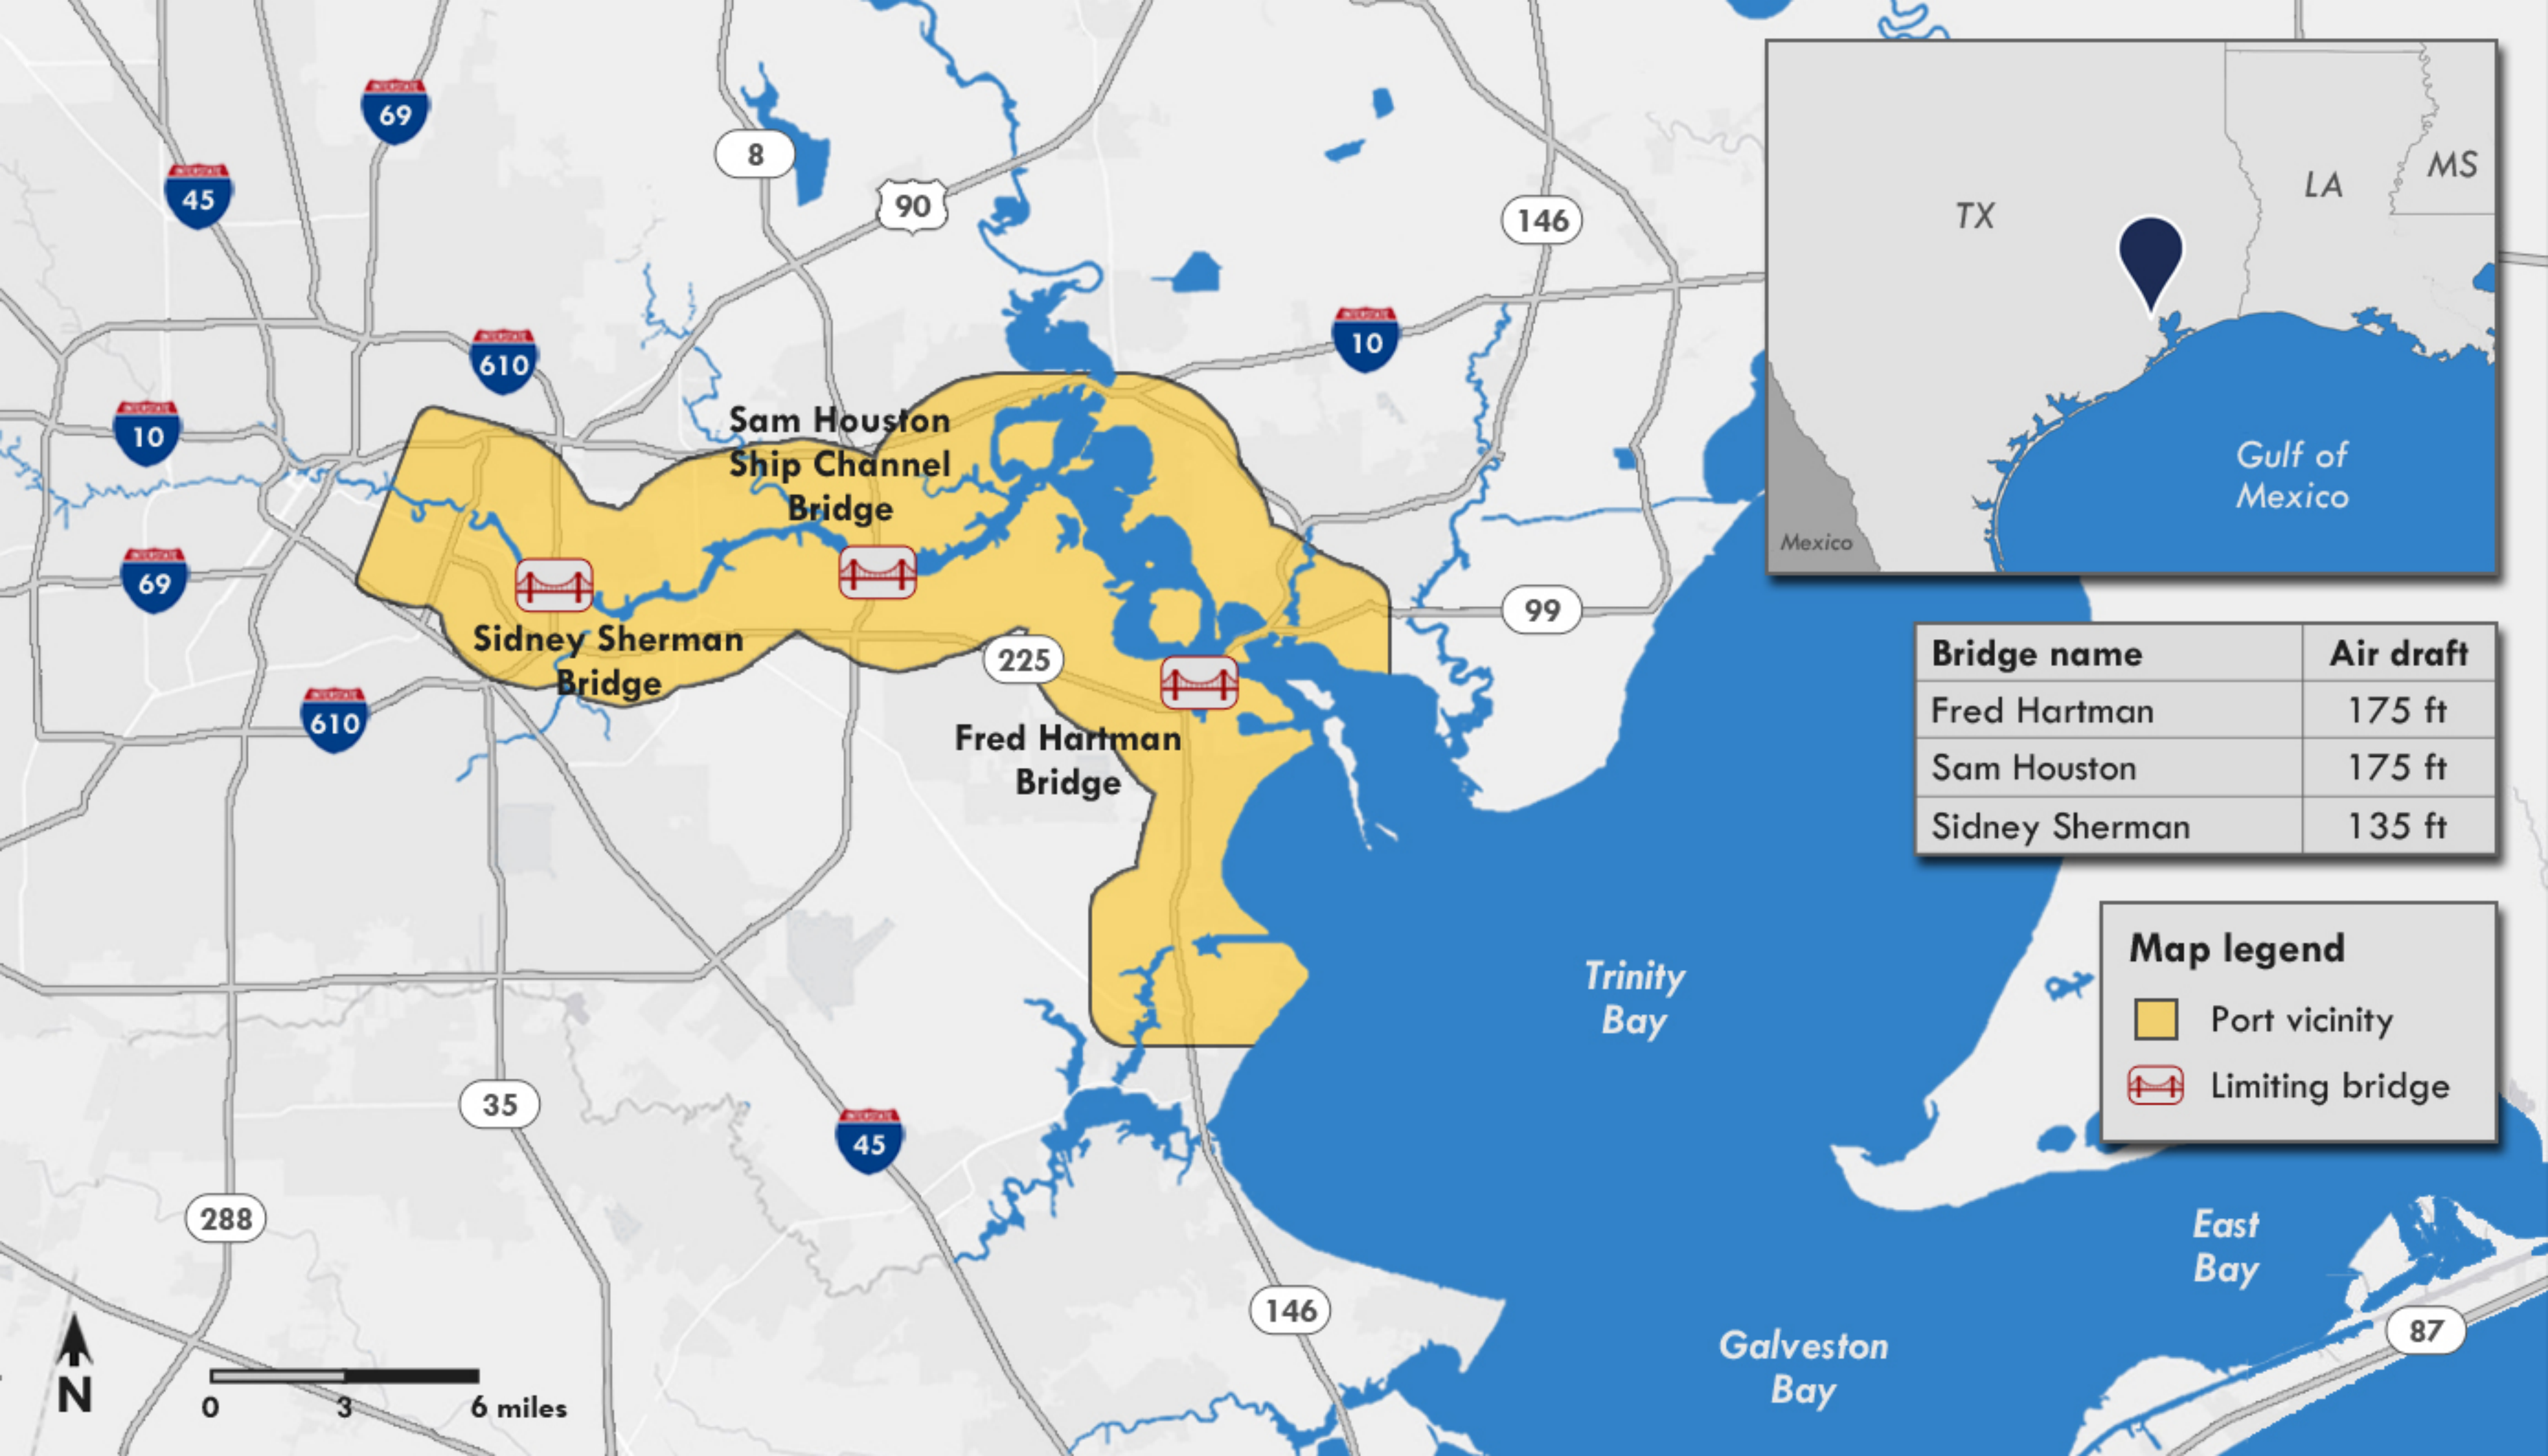 69
45
8
90
146
610
10
10
Sam Houston
Ship Channel
Bridge
69
99
Sidney Sherman
Bridge
225
610
Fred Hartman
Bridge
Trinity
Bay
35
45
288
146
East
Bay
Galveston
Bay
87
N
0 3 6 miles
TX
LA
MS
Gulf of
Mexico
Mexico
Bridge name Air draft
Fred Hartman 175 ft
Sam Houston 175 ft
Sidney Sherman 135 ft
Map legend
Port vicinity
Limiting bridge